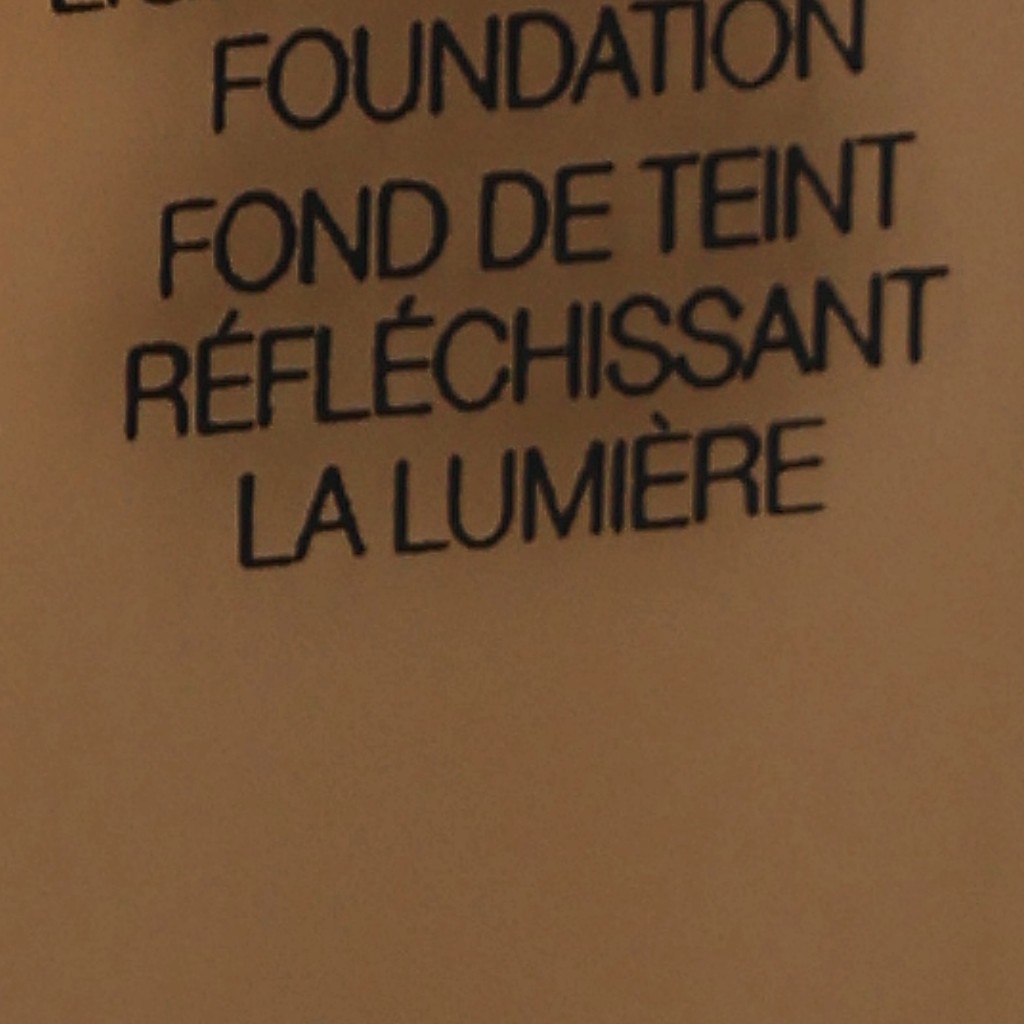 FOUNDATION
FOND DE TEINT
RÉFLÉCHISSANT
LA LUMIÈRE